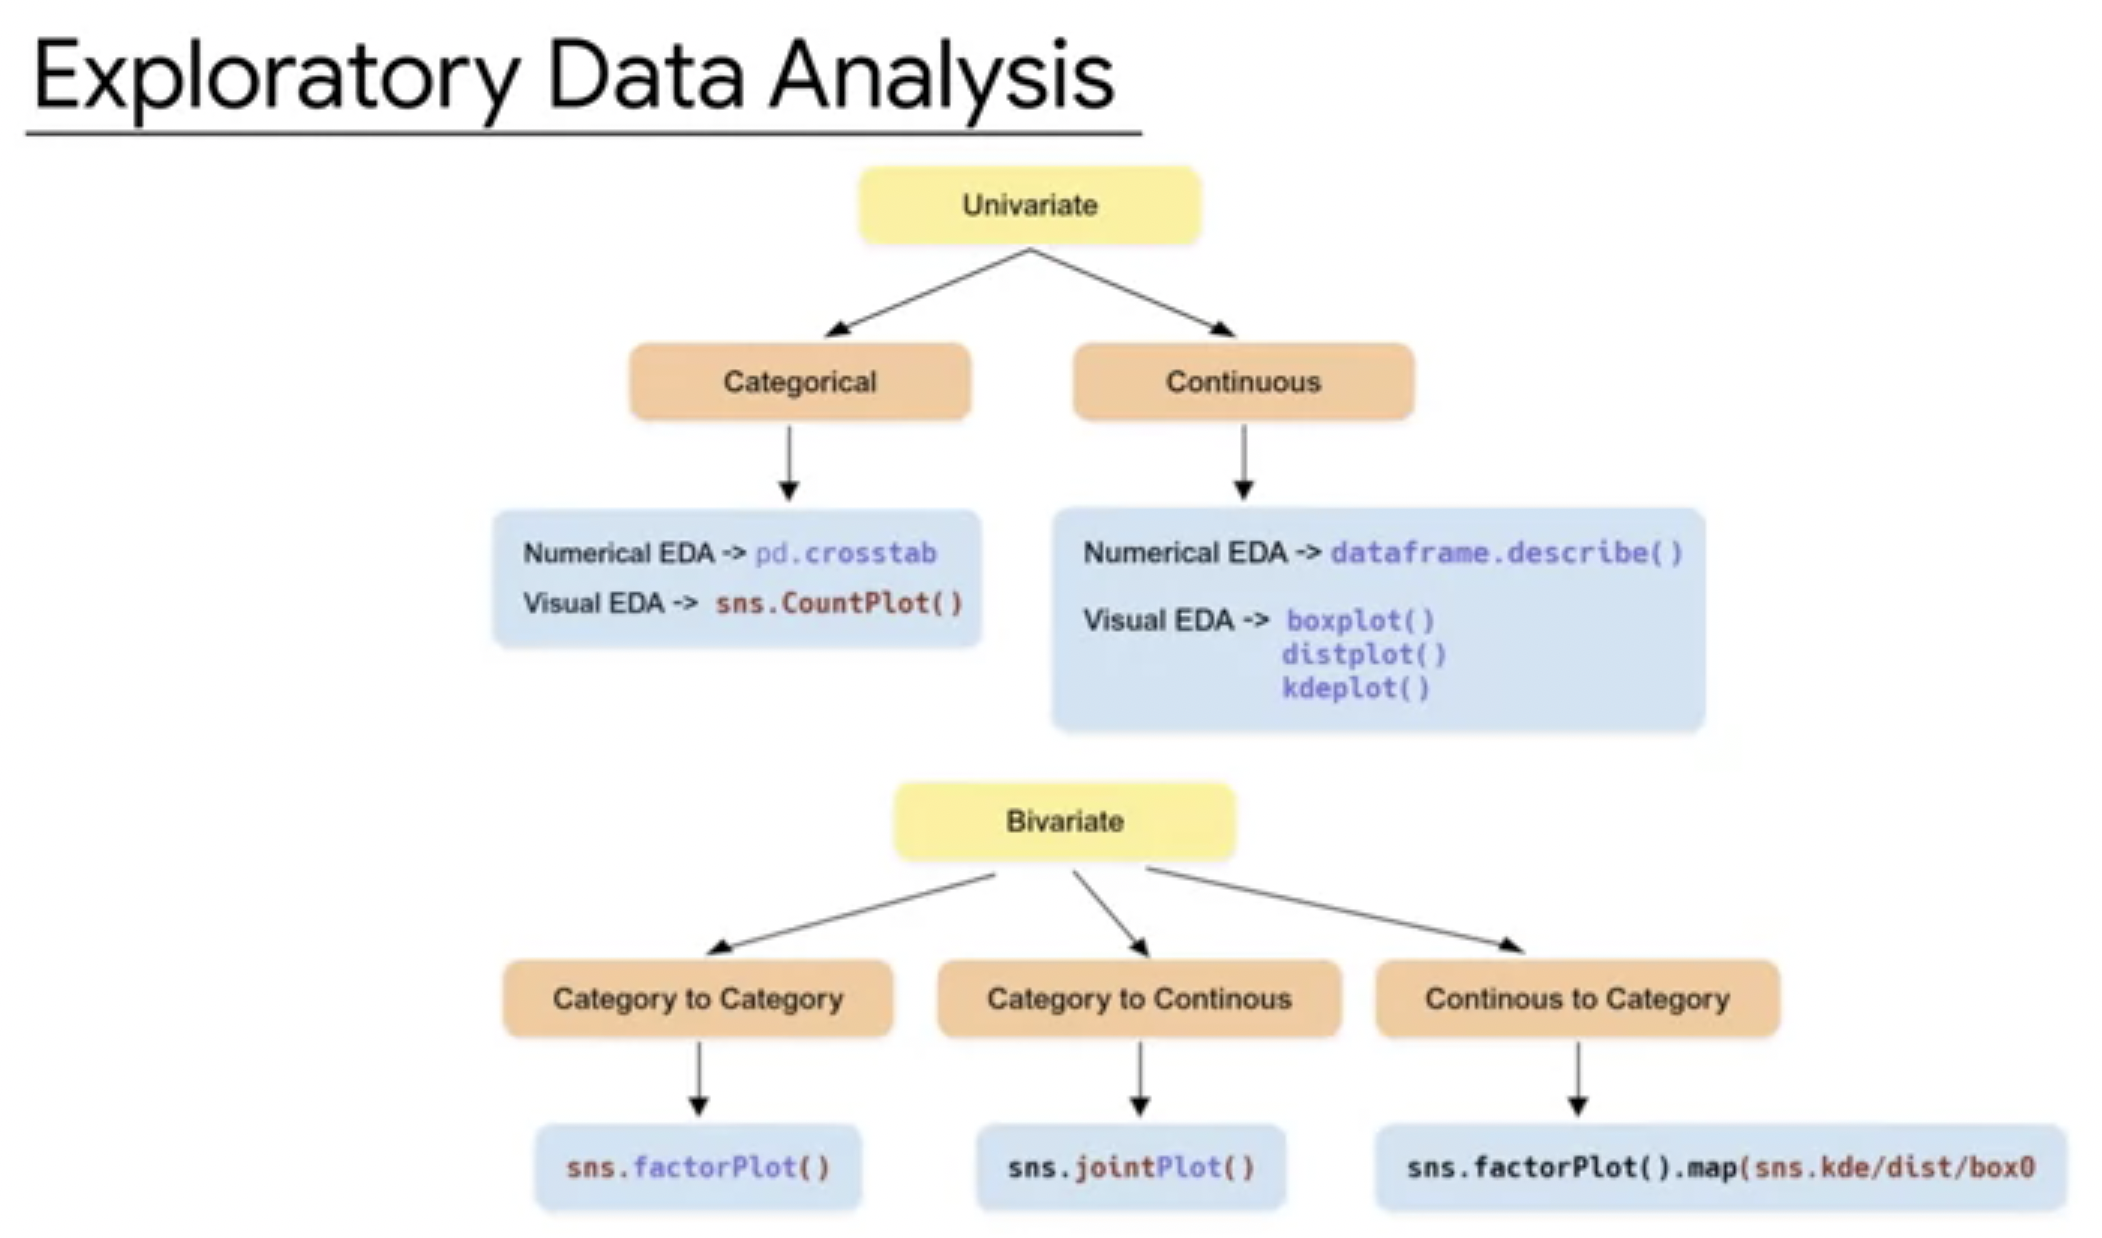 Exploratory Data Analysis
Univariate
Categorical
Continuous
Numerical EDA -> pd.crosstab
Visual EDA -> sns.CountPlot()
Numerical EDA -> dataframe.describe()
Visual EDA -> boxplot()
distplot()
kdeplot()
Bivariate
Category to Category
Category to Continous
Continous to Category
sns.factorPlot()
sns.jointPlot()
sns.factorPlot().map(sns.kde/dist/box0